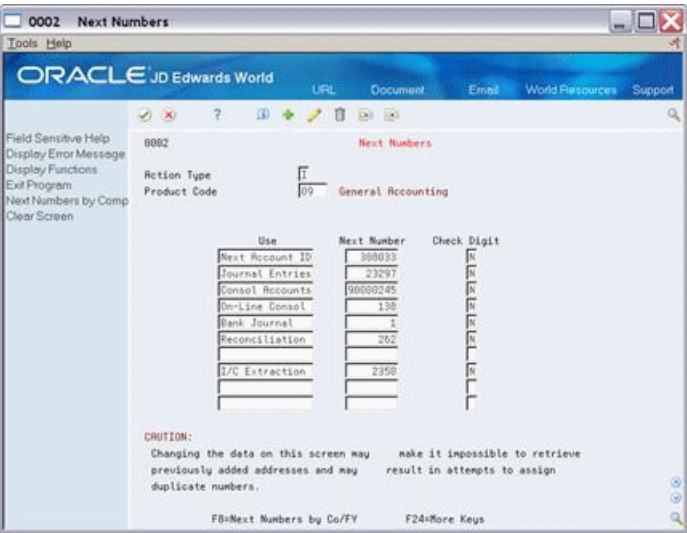 0002 Next Numbers
Tools Help
ORACLE JD Edwards World
URL Document Email World Resources Support
Field Sensitive Help
Display Error Message
Display Functions
Exit Program
Next Numbers by Comp
Clear Screen
0002 Next Numbers
Action Type I
Product Code 09 General Accounting
Use Next Number Check Digit
Next Account ID 308033 N
Journal Entries 23297 N
Consol Accounts 90000245 N
On-Line Consol 138 N
Bank Journal 1 N
Reconciliation 262 N
I/C Extraction 2350 N
CAUTION:
Changing the data on this screen may make it impossible to retrieve
previously added addresses and may result in attempts to assign
duplicate numbers.
F8=Next Numbers by Co/FY F24=More Keys